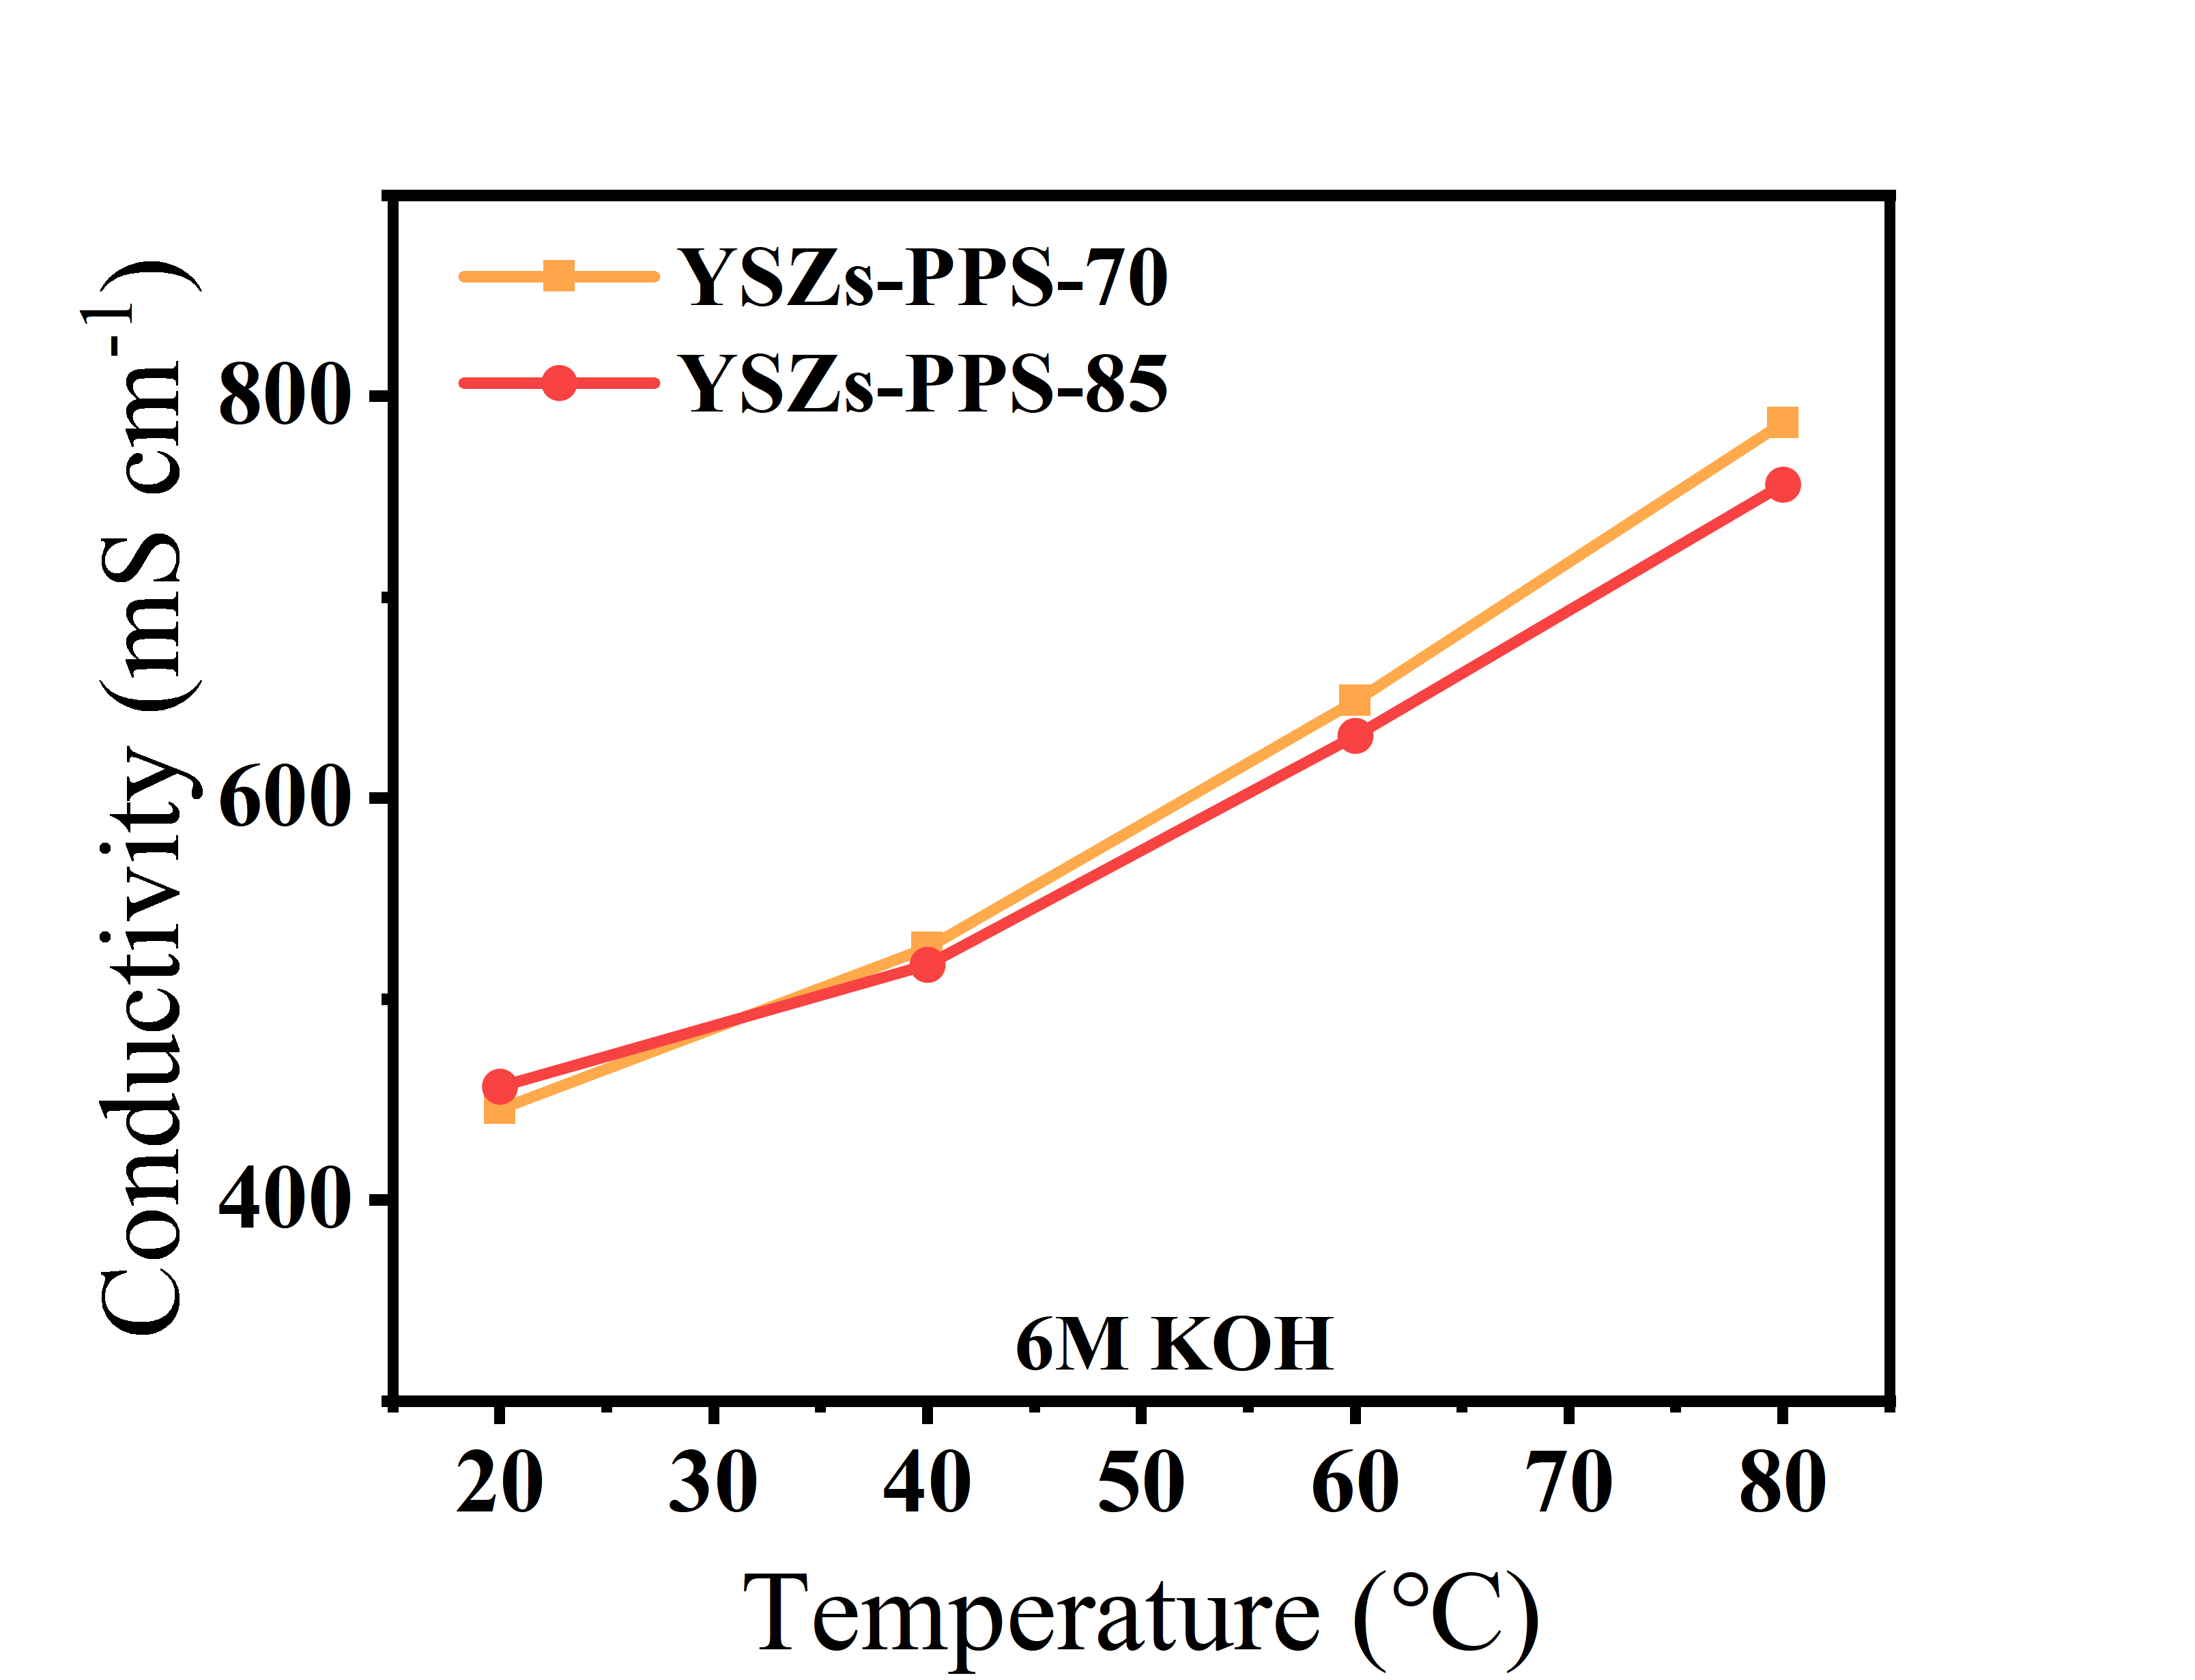 YSZs-PPS-70
YSZs-PPS-85
Conductivity (mS cm⁻¹)
800
600
400
6M KOH
20 30 40 50 60 70 80
Temperature (℃)